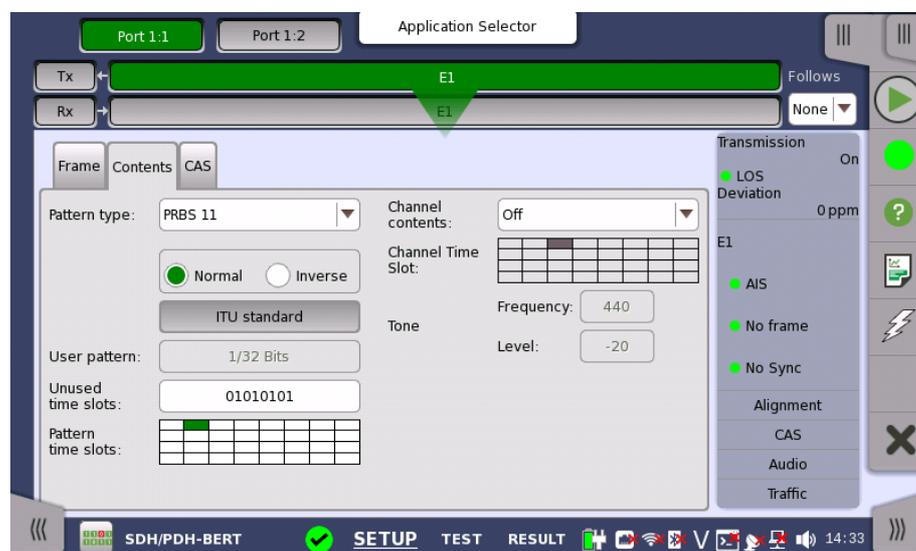 Port 1:1
Port 1:2
Application Selector
Tx
E1
Follows
Rx
E1
None
Frame
Contents
CAS
Pattern type:
PRBS 11
Normal
Inverse
ITU standard
User pattern:
1/32 Bits
Unused
time slots:
01010101
Pattern
time slots:
Channel
contents:
Off
Channel Time
Slot:
Tone
Frequency:
440
Level:
-20
Transmission
On
LOS
Deviation
0 ppm
E1
AIS
No frame
No Sync
Alignment
CAS
Audio
Traffic
SDH/PDH-BERT
SETUP
TEST
RESULT
14:33